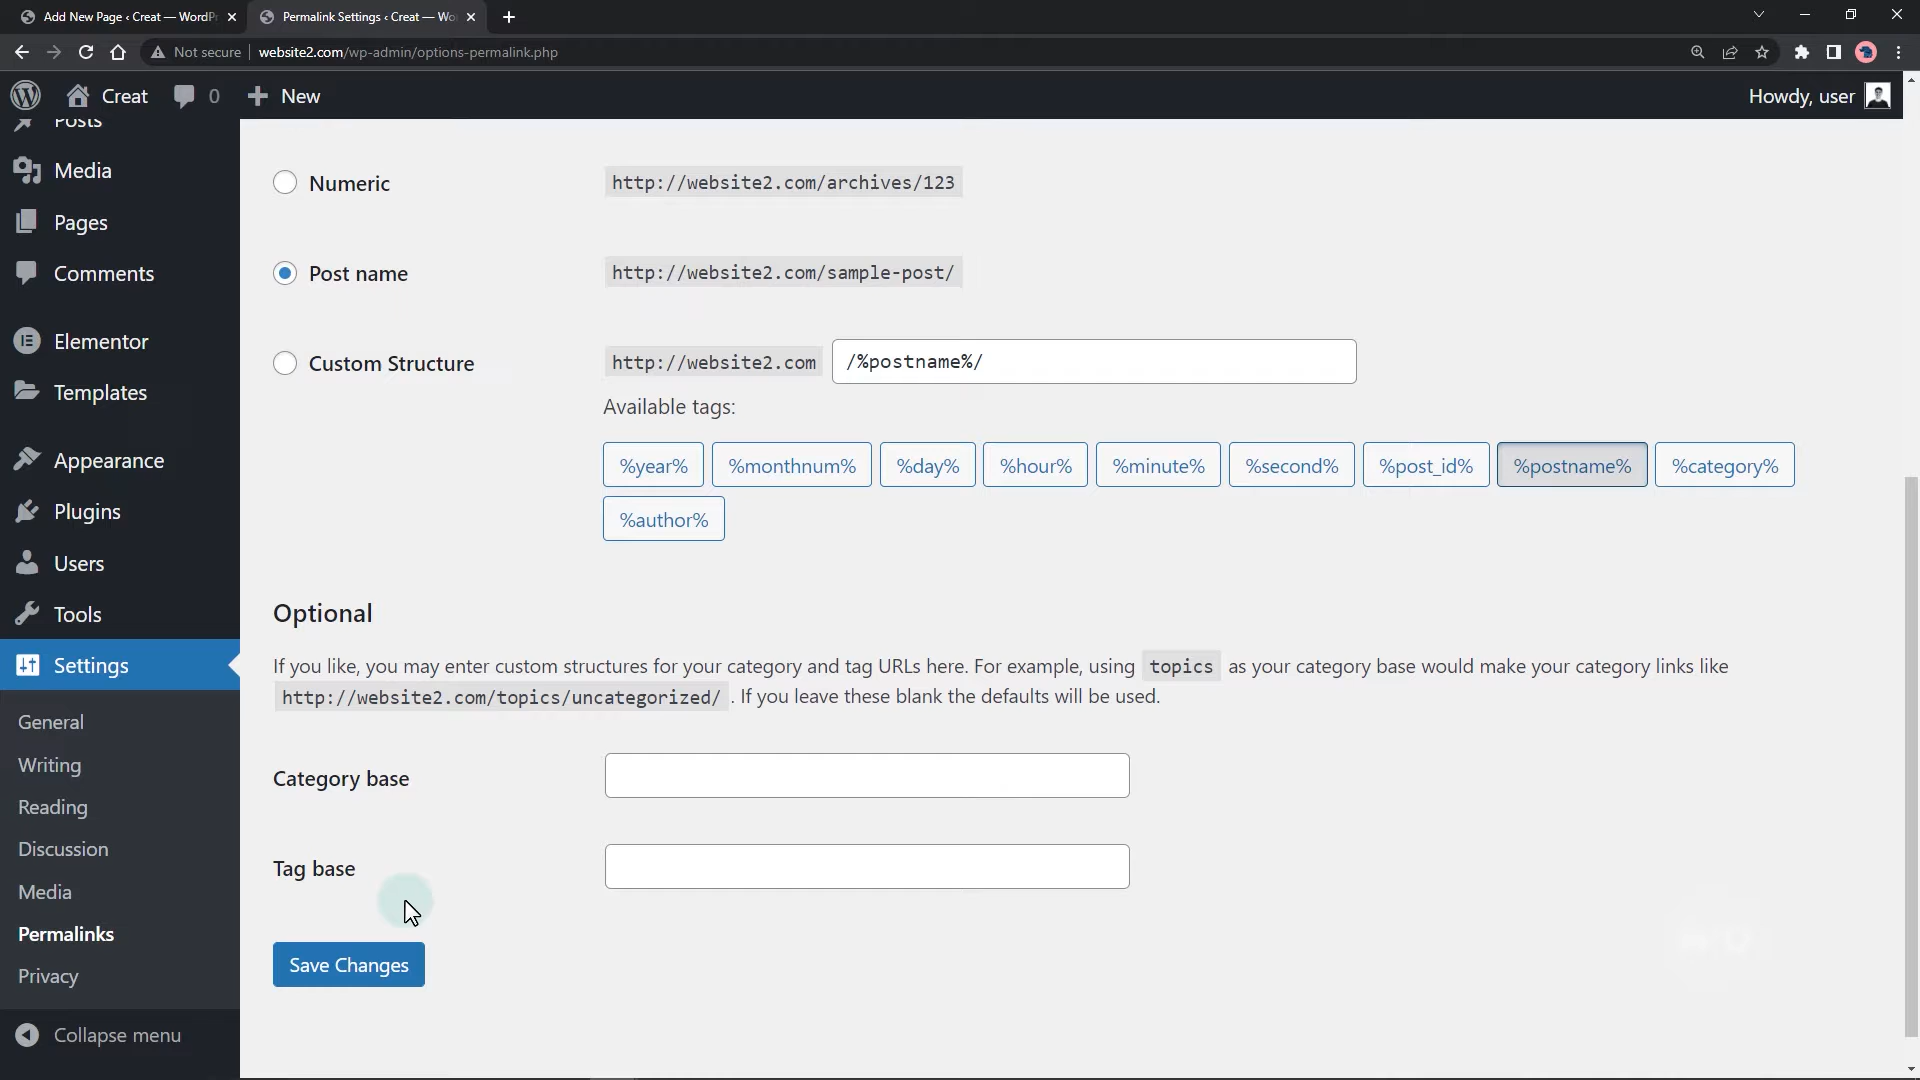 Add New Page ‹ Creat — WordPr
Permalink Settings ‹ Creat — Wo
Not secure
website2.com/wp-admin/options-permalink.php
Creat
0
New
Howdy, user
Posts
Media
Pages
Comments
Elementor
Templates
Appearance
Plugins
Users
Tools
Settings
General
Writing
Reading
Discussion
Media
Permalinks
Privacy
Collapse menu
Numeric http://website2.com/archives/123
Post name http://website2.com/sample-post/
Custom Structure http://website2.com /%postname%/
Available tags:
%year% %monthnum% %day% %hour% %minute% %second% %post_id% %postname% %category%
%author%
Optional
If you like, you may enter custom structures for your category and tag URLs here. For example, using topics as your category base would make your category links like
http://website2.com/topics/uncategorized/ . If you leave these blank the defaults will be used.
Category base
Tag base
Save Changes